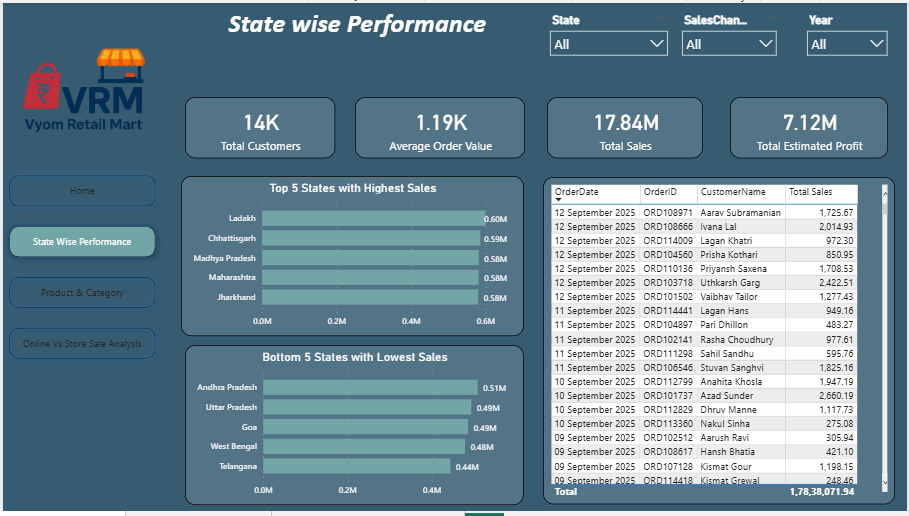 State wise Performance
State
SalesChan...
Year
All
All
All
₹
VRM
Vyom Retail Mart
14K
Total Customers
1.19K
Average Order Value
17.84M
Total Sales
7.12M
Total Estimated Profit
Home
State Wise Performance
Product & Category
Online Vs Store Sale Analysis
Top 5 States with Highest Sales
Ladakh 0.60M
Chhattisgarh 0.59M
Madhya Pradesh 0.58M
Maharashtra 0.58M
Jharkhand 0.58M
0.0M 0.2M 0.4M 0.6M
Bottom 5 States with Lowest Sales
Andhra Pradesh 0.51M
Uttar Pradesh 0.49M
Goa 0.49M
West Bengal 0.48M
Telangana 0.44M
0.0M 0.2M 0.4M
OrderDate OrderID CustomerName Total Sales
12 September 2025 ORD108971 Aarav Subramanian 1,725.67
12 September 2025 ORD108666 Ivana Lal 2,014.93
12 September 2025 ORD114009 Lagan Khatri 972.30
12 September 2025 ORD104560 Prisha Kothari 850.95
12 September 2025 ORD110136 Priyansh Saxena 1,708.53
12 September 2025 ORD103718 Uthkarsh Garg 2,422.51
12 September 2025 ORD101502 Vaibhav Tailor 1,277.43
11 September 2025 ORD114441 Lagan Hans 949.16
11 September 2025 ORD104897 Pari Dhillon 483.27
11 September 2025 ORD102141 Rasha Choudhury 977.61
11 September 2025 ORD111298 Sahil Sandhu 595.76
11 September 2025 ORD106546 Stuvan Sanghvi 1,825.16
10 September 2025 ORD112799 Anahita Khosla 1,947.19
10 September 2025 ORD101737 Azad Sunder 2,660.19
10 September 2025 ORD112829 Dhruv Manne 1,117.73
10 September 2025 ORD113360 Nakul Sinha 275.08
09 September 2025 ORD102512 Aarush Ravi 305.94
09 September 2025 ORD108617 Hansh Bhatia 421.10
09 September 2025 ORD107128 Kismat Gour 1,198.15
09 September 2025 ORD114418 Kismat Grewal 248.46
Total 1,78,38,071.94